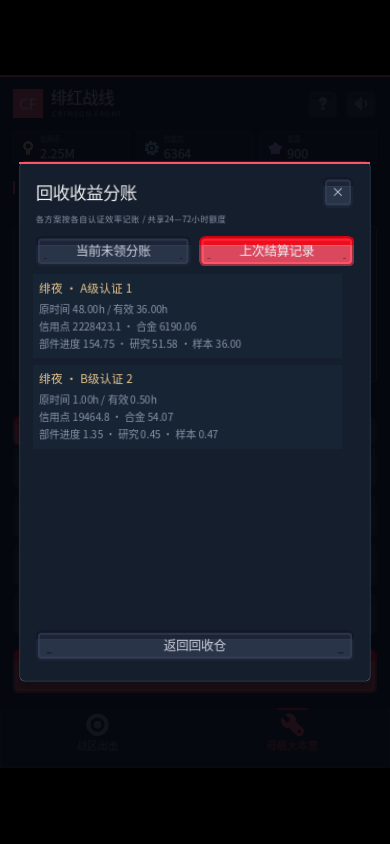 CF 绯红战线
?
2.25M 6364 900
回收收益分账
×
各方案按各自认证效率记账 / 共享24—72小时额度
当前未领分账 上次结算记录
绯夜 · A级认证 1
原时间 48.00h / 有效 36.00h
信用点 2228423.1 · 合金 6190.06
部件进度 154.75 · 研究 51.58 · 样本 36.00
绯夜 · B级认证 2
原时间 1.00h / 有效 0.50h
信用点 19464.8 · 合金 54.07
部件进度 1.35 · 研究 0.45 · 样本 0.47
返回回收仓